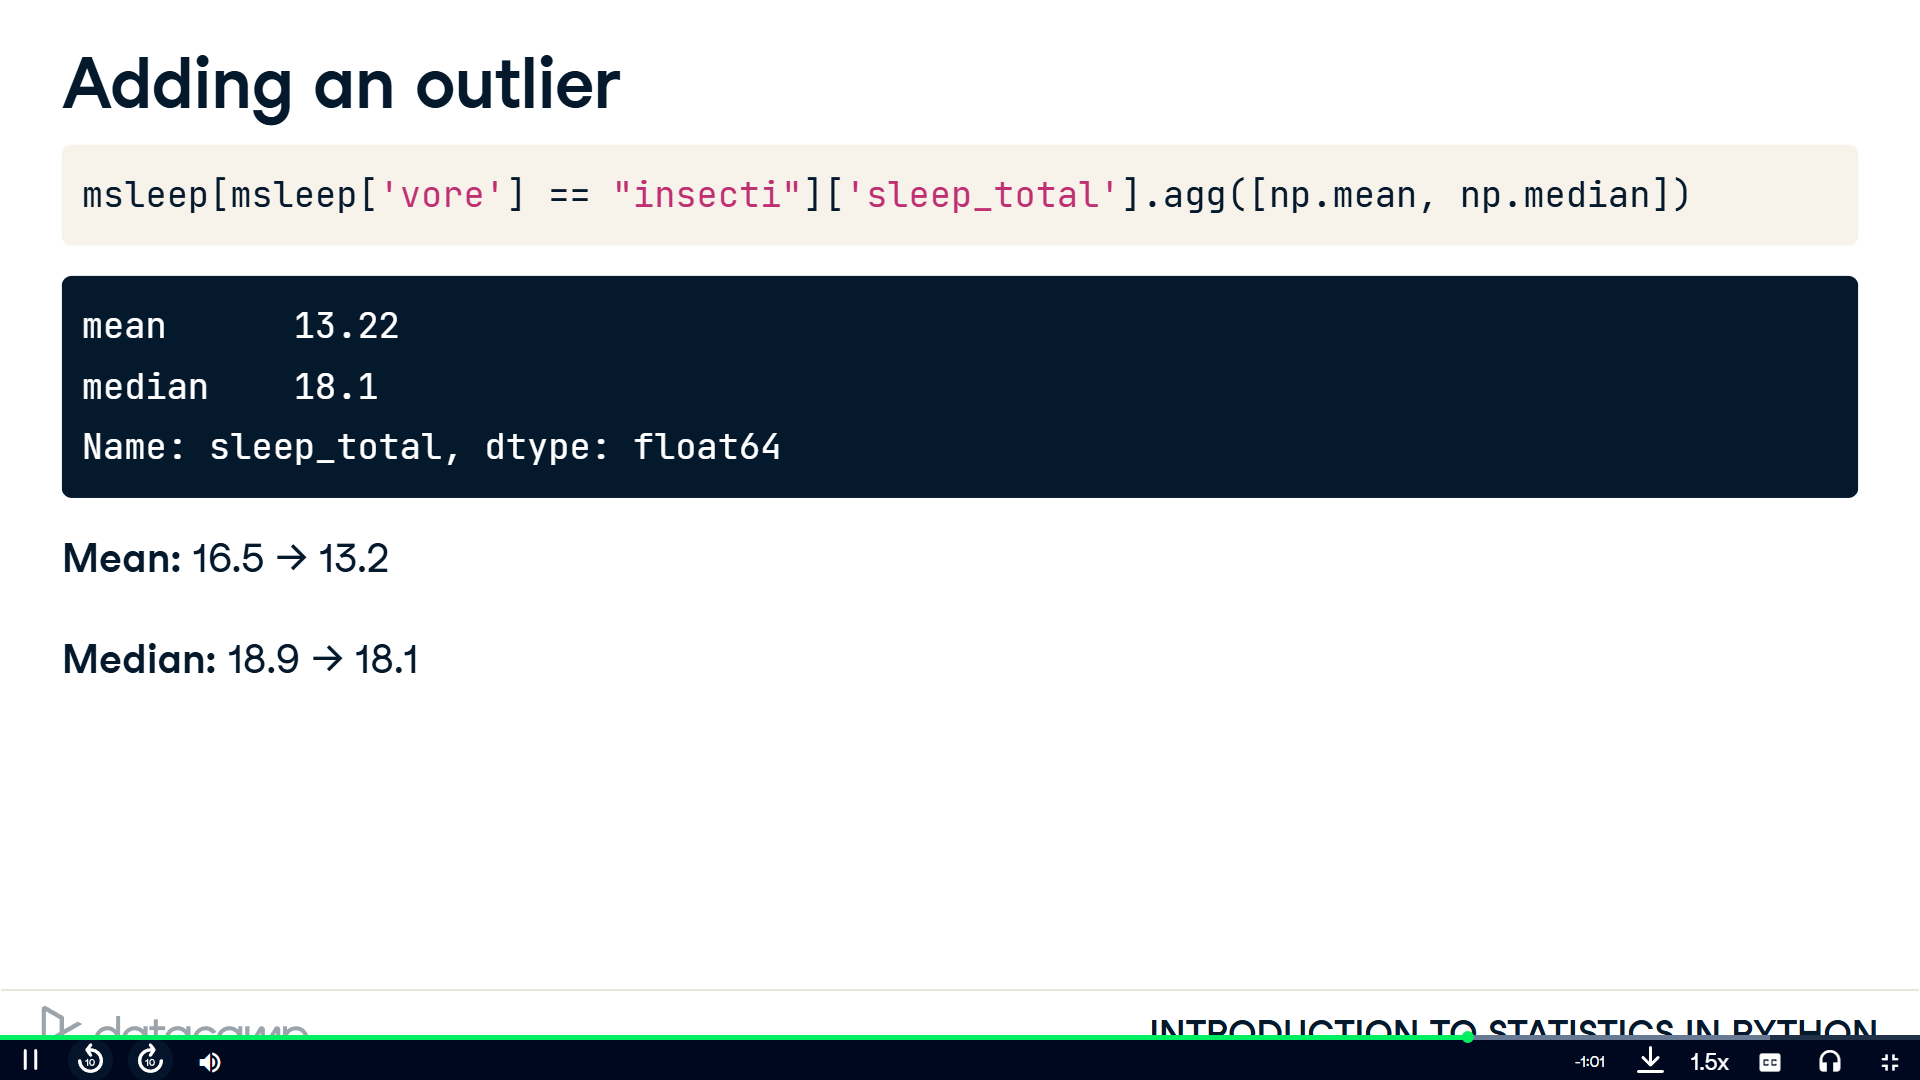 Adding an outlier
msleep[msleep['vore'] == "insecti"]['sleep_total'].agg([np.mean, np.median])
mean      13.22
median    18.1
Name: sleep_total, dtype: float64
Mean: 16.5 → 13.2
Median: 18.9 → 18.1
datacamp
INTRODUCTION TO STATISTICS IN PYTHON
10
10
-1:01
1.5x
CC